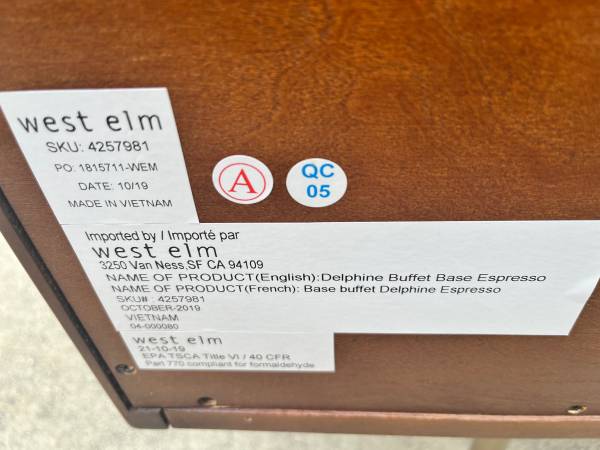 west elm
SKU: 4257981
PO: 1815711-WEM
DATE: 10/19
MADE IN VIETNAM
A
QC
05
Imported by / Importé par
west elm
3250 Van Ness,SF CA 94109
NAME OF PRODUCT(English):Delphine Buffet Base Espresso
NAME OF PRODUCT(French): Base buffet Delphine Espresso
SKU# : 4257981
OCTOBER-2019
VIETNAM
04-000080
west elm
21-10-19
EPA TSCA Title VI / 40 CFR
Part 770 compliant for formaldehyde